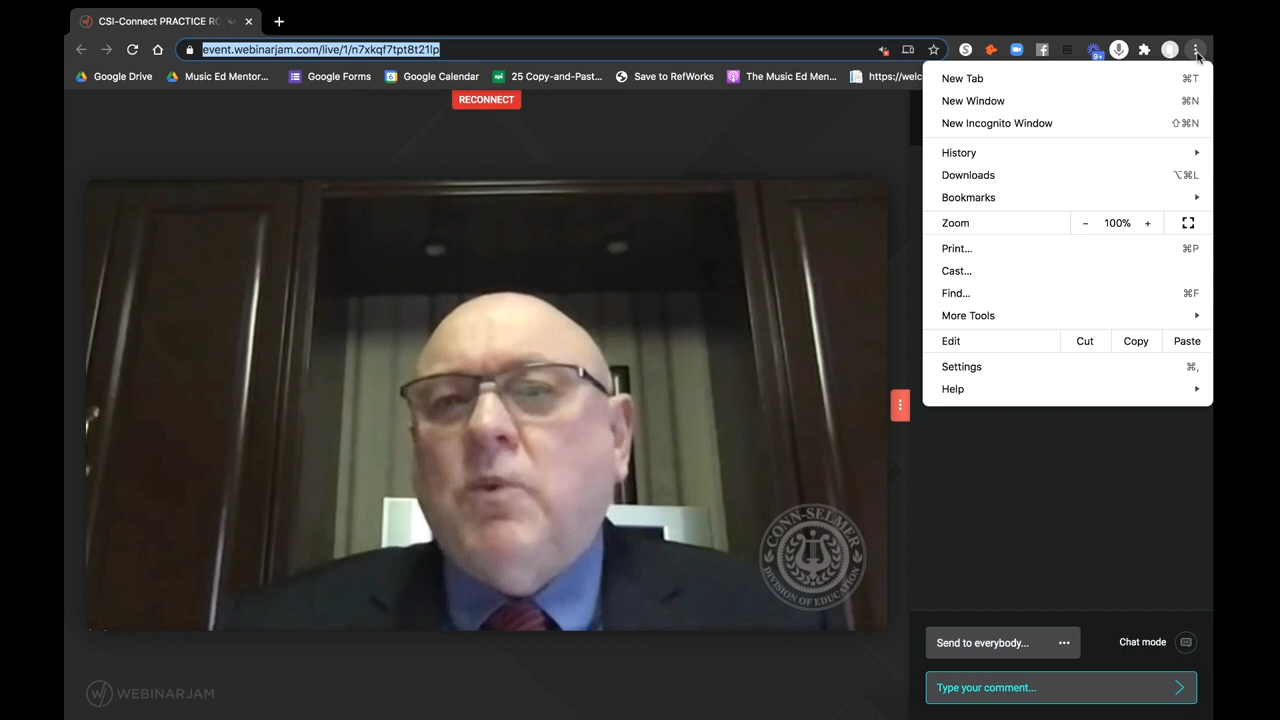 CSI-Connect PRACTICE RO
event.webinarjam.com/live/1/n7xkqf7tpt8t21lp
9+
Google Drive
Music Ed Mentor...
Google Forms
Google Calendar
25 Copy-and-Past...
Save to RefWorks
The Music Ed Men...
https://welc
RECONNECT
New Tab ⌘T
New Window ⌘N
New Incognito Window ⇧⌘N
History
Downloads ⌥⌘L
Bookmarks
Zoom - 100% +
Print... ⌘P
Cast...
Find... ⌘F
More Tools
Edit Cut Copy Paste
Settings ⌘,
Help
CONN-SELMER
DIVISION OF EDUCATION
Send to everybody...
Chat mode
Type your comment...
WEBINARJAM